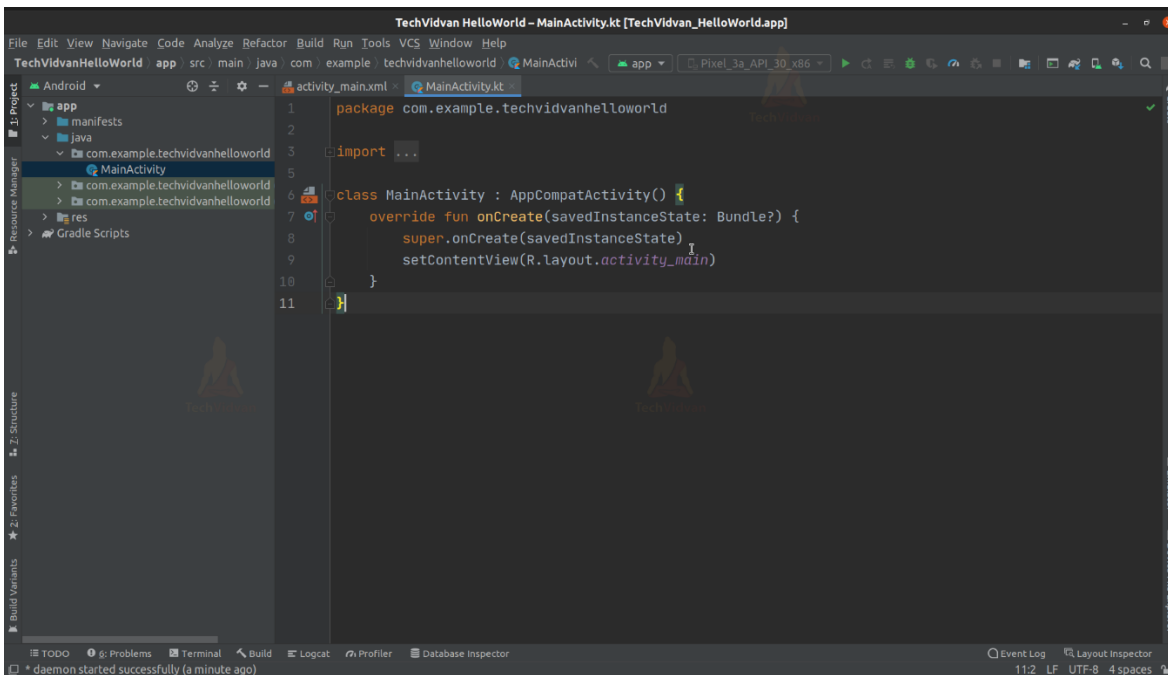 TechVidvan HelloWorld – MainActivity.kt [TechVidvan_HelloWorld.app]
File Edit View Navigate Code Analyze Refactor Build Run Tools VCS Window Help
TechVidvanHelloWorld app src main java com example techvidvanhelloworld MainActivi app Pixel_3a_API_30_x86
1: Project
Resource Manager
Z: Structure
2: Favorites
Build Variants
Android
app
manifests
java
com.example.techvidvanhelloworld
MainActivity
com.example.techvidvanhelloworld
com.example.techvidvanhelloworld
res
Gradle Scripts
activity_main.xml MainActivity.kt
1 package com.example.techvidvanhelloworld
2
3 import ...
5
6 class MainActivity : AppCompatActivity() {
7 override fun onCreate(savedInstanceState: Bundle?) {
8 super.onCreate(savedInstanceState)
9 setContentView(R.layout.activity_main)
10 }
11 }
TechVidvan
TechVidvan
TechVidvan
TODO 6: Problems Terminal Build Logcat Profiler Database Inspector Event Log Layout Inspector
* daemon started successfully (a minute ago) 11:2 LF UTF-8 4 spaces